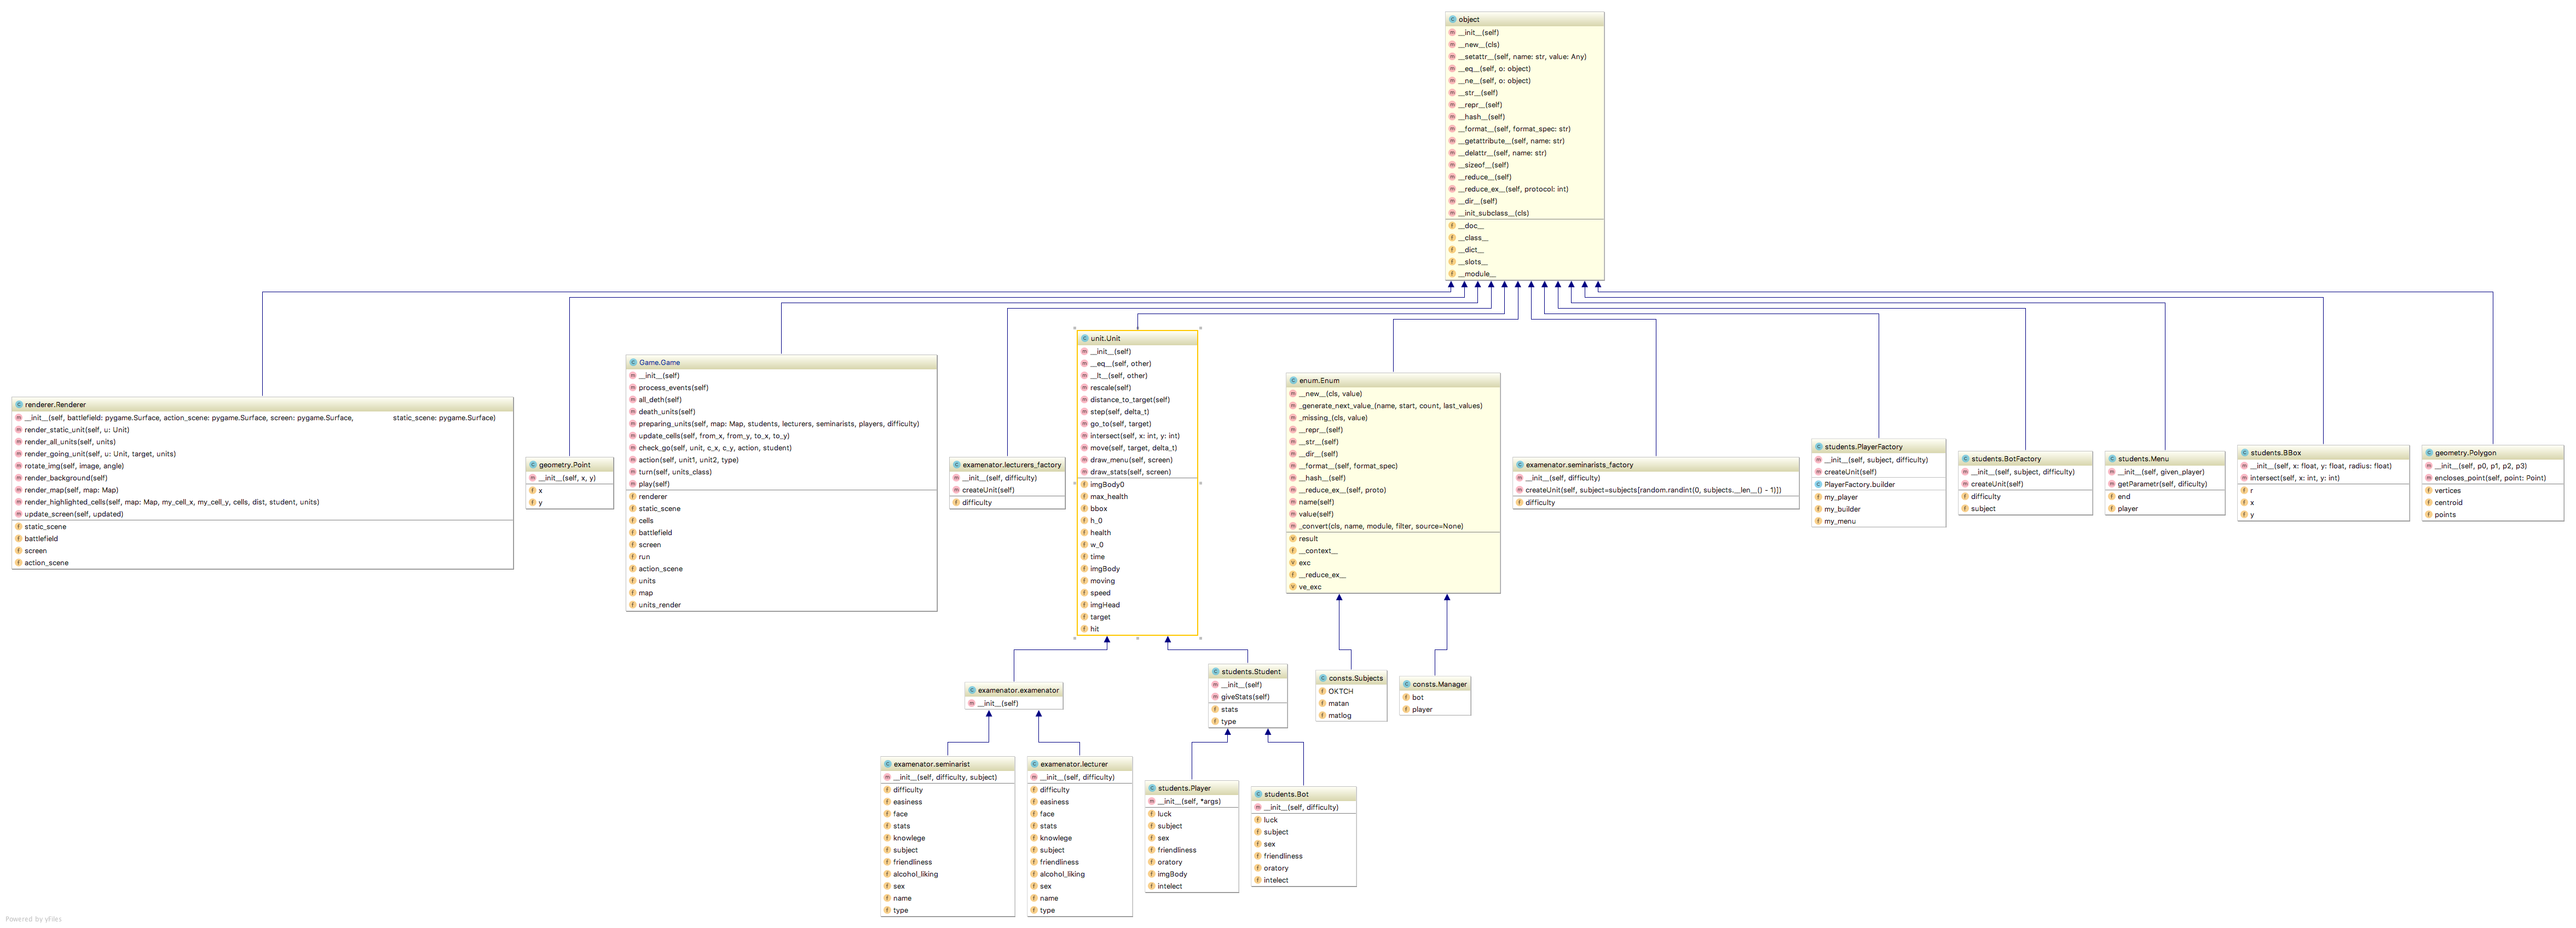 object
__init__(self)
__new__(cls)
__setattr__(self, name: str, value: Any)
__eq__(self, o: object)
__ne__(self, o: object)
__str__(self)
__repr__(self)
__hash__(self)
__format__(self, format_spec: str)
__getattribute__(self, name: str)
__delattr__(self, name: str)
__sizeof__(self)
__reduce__(self)
__reduce_ex__(self, protocol: int)
__dir__(self)
__init_subclass__(cls)
__doc__
__class__
__dict__
__slots__
__module__
renderer.Renderer
__init__(self, battlefield: pygame.Surface, action_scene: pygame.Surface, screen: pygame.Surface, static_scene: pygame.Surface)
render_static_unit(self, u: Unit)
render_all_units(self, units)
render_going_unit(self, u: Unit, target, units)
rotate_img(self, image, angle)
render_background(self)
render_map(self, map: Map)
render_highlighted_cells(self, map: Map, my_cell_x, my_cell_y, cells, dist, student, units)
update_screen(self, updated)
static_scene
battlefield
screen
action_scene
geometry.Point
__init__(self, x, y)
x
y
Game.Game
__init__(self)
process_events(self)
all_deth(self)
death_units(self)
preparing_units(self, map: Map, students, lecturers, seminarists, players, difficulty)
update_cells(self, from_x, from_y, to_x, to_y)
check_go(self, unit, c_x, c_y, action, student)
action(self, unit1, unit2, type)
turn(self, units_class)
play(self)
renderer
static_scene
cells
battlefield
screen
run
action_scene
units
map
units_render
examenator.lecturers_factory
__init__(self, difficulty)
createUnit(self)
difficulty
unit.Unit
__init__(self)
__eq__(self, other)
__lt__(self, other)
rescale(self)
distance_to_target(self)
step(self, delta_t)
go_to(self, target)
intersect(self, x: int, y: int)
move(self, target, delta_t)
draw_menu(self, screen)
draw_stats(self, screen)
imgBody0
max_health
bbox
h_0
health
w_0
time
imgBody
moving
speed
imgHead
target
hit
enum.Enum
__new__(cls, value)
_generate_next_value_(name, start, count, last_values)
_missing_(cls, value)
__repr__(self)
__str__(self)
__dir__(self)
__format__(self, format_spec)
__hash__(self)
__reduce_ex__(self, proto)
name(self)
value(self)
_convert(cls, name, module, filter, source=None)
result
__context__
exc
__reduce_ex__
ve_exc
examenator.seminarists_factory
__init__(self, difficulty)
createUnit(self, subject=subjects[random.randint(0, subjects.__len__() - 1)])
difficulty
students.PlayerFactory
__init__(self, subject, difficulty)
createUnit(self)
PlayerFactory.builder
my_player
my_builder
my_menu
students.BotFactory
__init__(self, subject, difficulty)
createUnit(self)
difficulty
subject
students.Menu
__init__(self, given_player)
getParametr(self, dificulty)
end
player
students.BBox
__init__(self, x: float, y: float, radius: float)
intersect(self, x: int, y: int)
r
x
y
geometry.Polygon
__init__(self, p0, p1, p2, p3)
encloses_point(self, point: Point)
vertices
centroid
points
examenator.examenator
__init__(self)
students.Student
__init__(self)
giveStats(self)
stats
type
consts.Subjects
OKTCH
matan
matlog
consts.Manager
bot
player
examenator.seminarist
__init__(self, difficulty, subject)
difficulty
easiness
face
stats
knowlege
subject
friendliness
alcohol_liking
sex
name
type
examenator.lecturer
__init__(self, difficulty)
difficulty
easiness
face
stats
knowlege
subject
friendliness
alcohol_liking
sex
name
type
students.Player
__init__(self, *args)
luck
subject
sex
friendliness
oratory
imgBody
intelect
students.Bot
__init__(self, difficulty)
luck
subject
sex
friendliness
oratory
intelect
Powered by yFiles